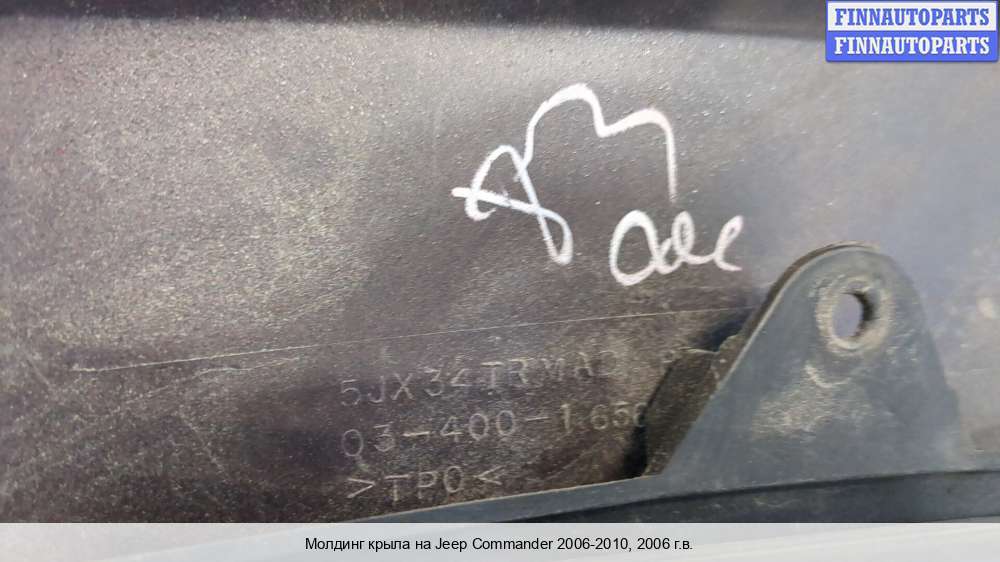 FINNAUTOPARTS
FINNAUTOPARTS
5JX34TRMAD
03-400-1650
>TPO<
Молдинг крыла на Jeep Commander 2006-2010, 2006 г.в.